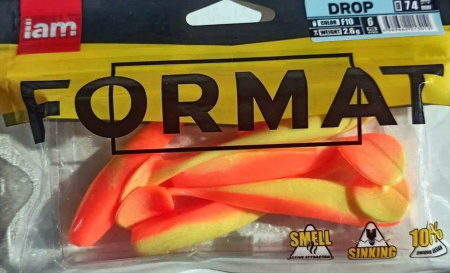 iam
DROP
74
COLOR F10
6
WEIGHT 2.6g
FORMAT
SMELL
SINKING
10%